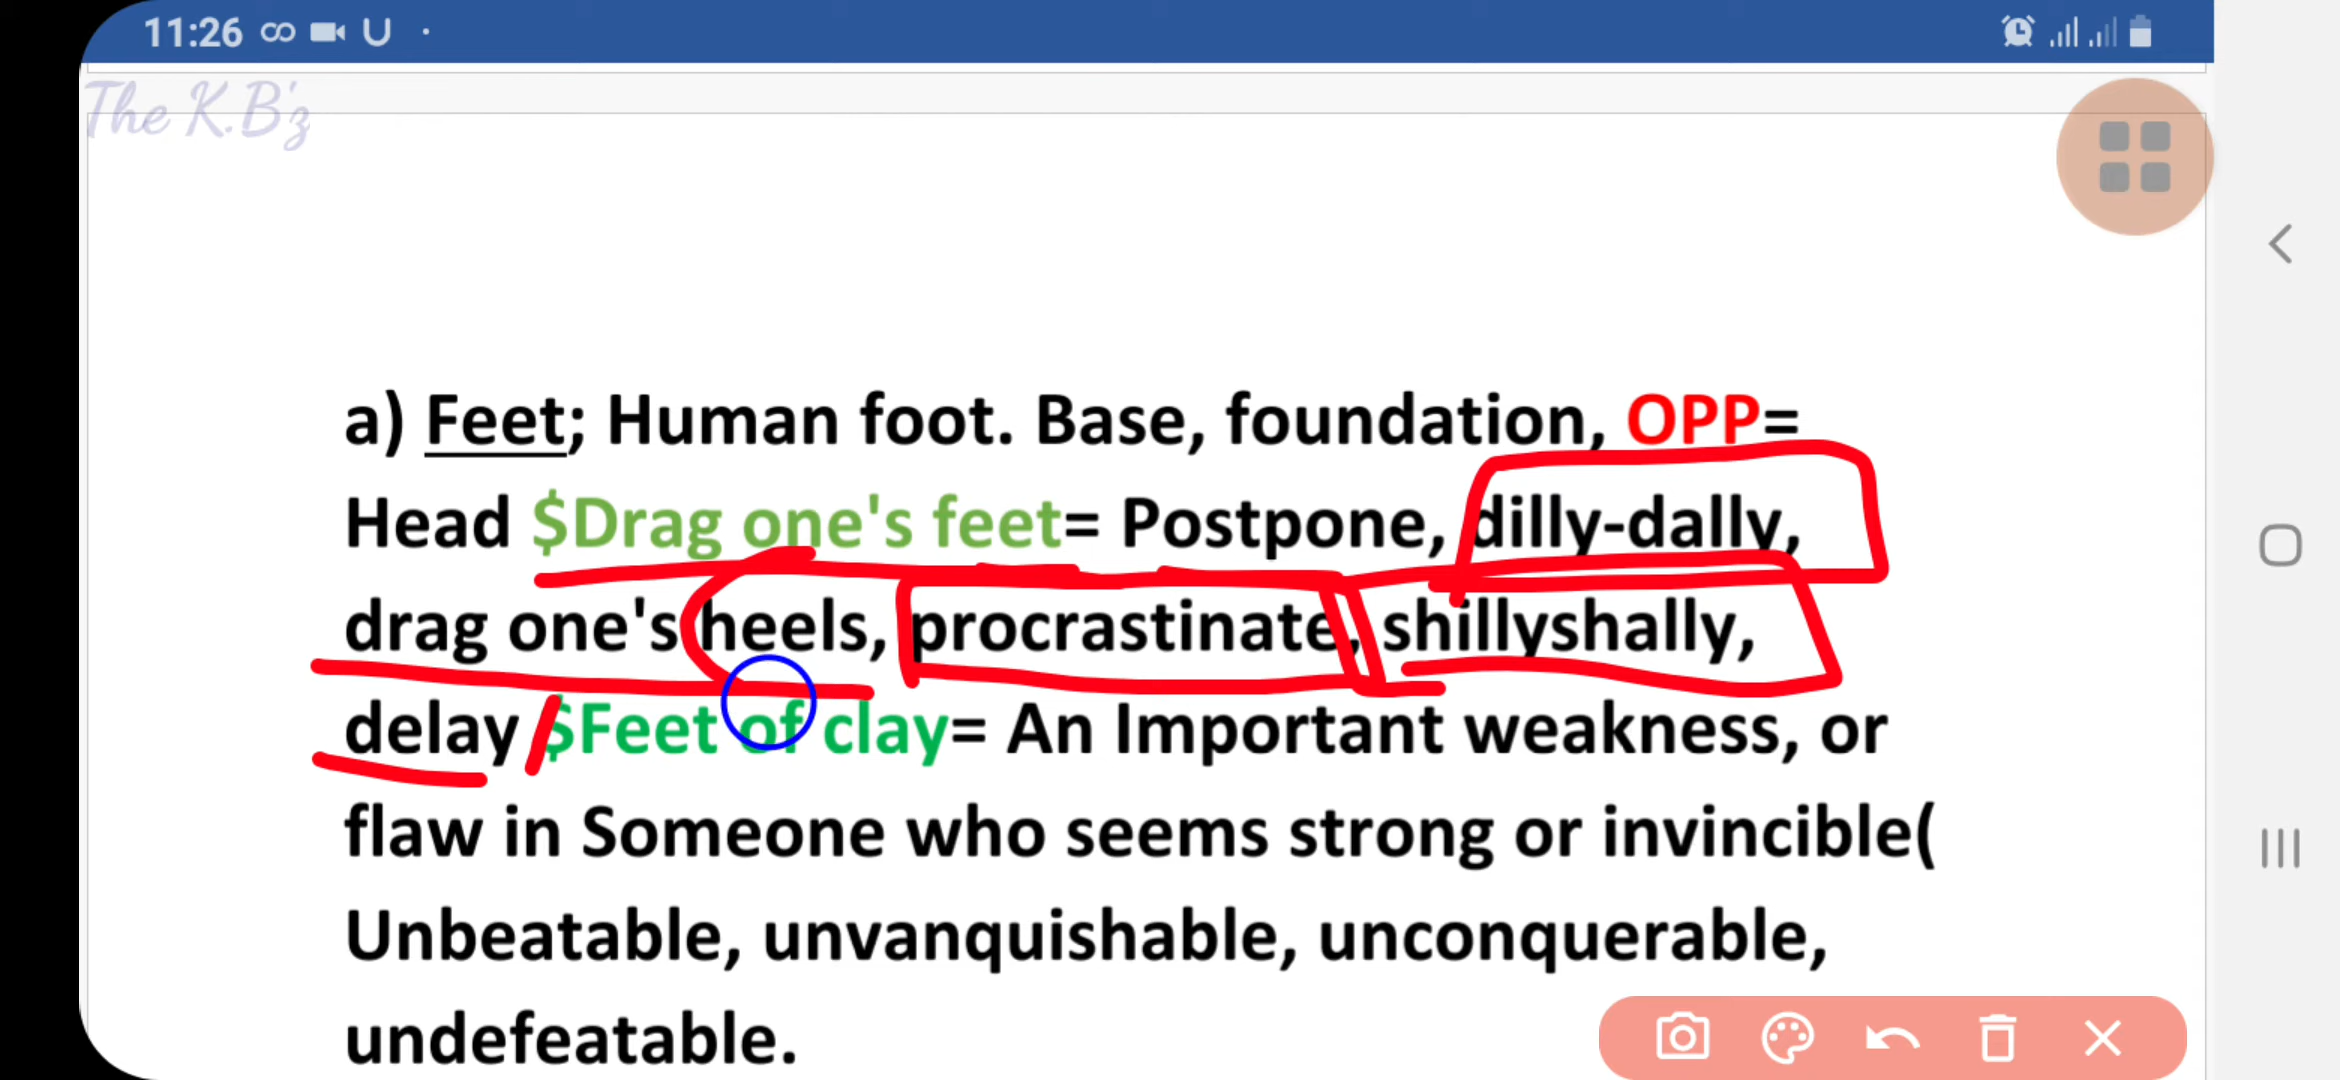 11:26
The K.B'z
a) Feet; Human foot. Base, foundation, OPP=
Head $Drag one's feet= Postpone, dilly-dally,
drag one's heels, procrastinate, shillyshally,
delay $Feet of clay= An Important weakness, or
flaw in Someone who seems strong or invincible(
Unbeatable, unvanquishable, unconquerable,
undefeatable.